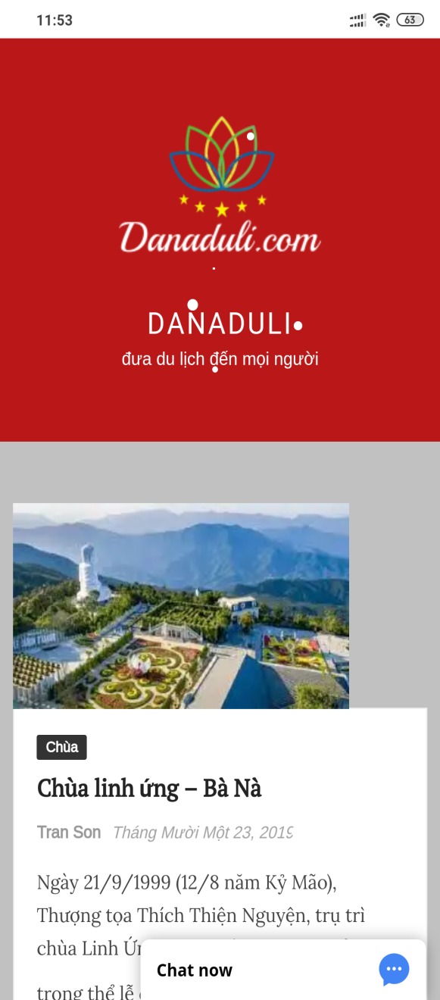 11:53
63
Danaduli.com
DANADULI
đưa du lịch đến mọi người
Chùa
Chùa linh ứng – Bà Nà
Tran Son Tháng Mười Một 23, 2019
Ngày 21/9/1999 (12/8 năm Kỷ Mão),
Thượng tọa Thích Thiện Nguyện, trụ trì
chùa Linh
Chat now
trong thể lễ